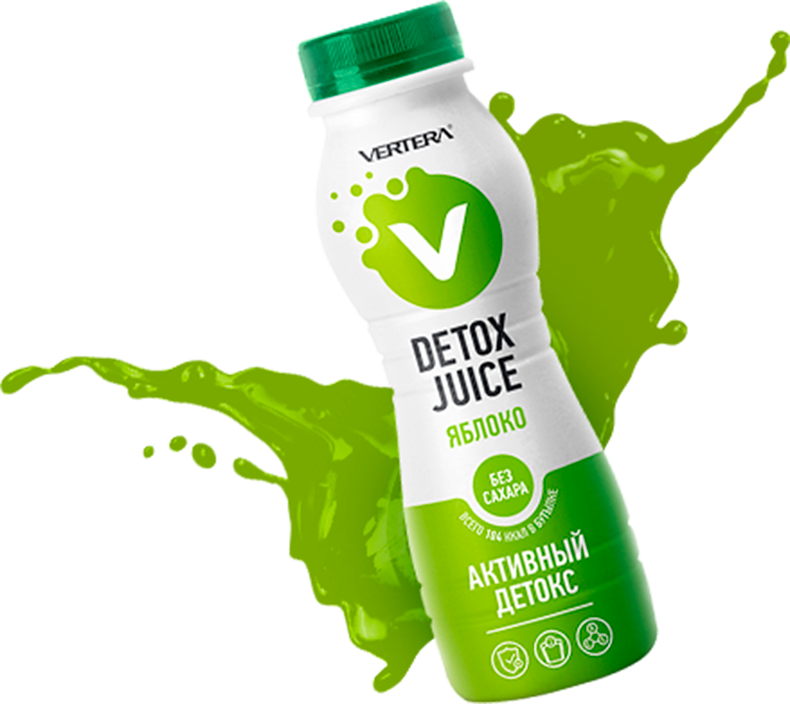 VERTERA®
V
DETOX
JUICE
ЯБЛОКО
БЕЗ
САХАРА
ВСЕГО 104 ККАЛ В БУТЫЛКЕ
АКТИВНЫЙ
ДЕТОКС